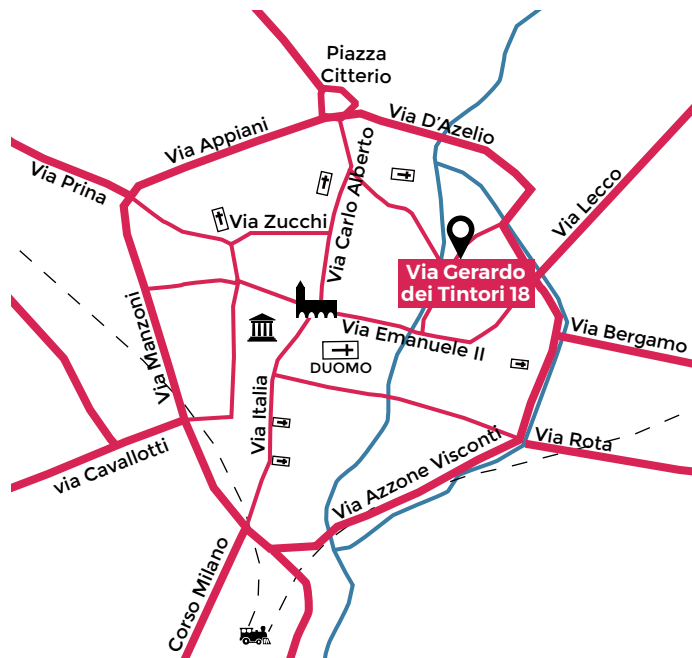 Piazza
Citterio
Via D'Azelio
Via Appiani
Via Prina
Via Carlo Alberto
Via Lecco
Via Zucchi
Via Gerardo
dei Tintori 18
Via Manzoni
Via Emanuele II
Via Bergamo
DUOMO
Via Italia
Via Rota
via Cavallotti
Via Azzone Visconti
Corso Milano